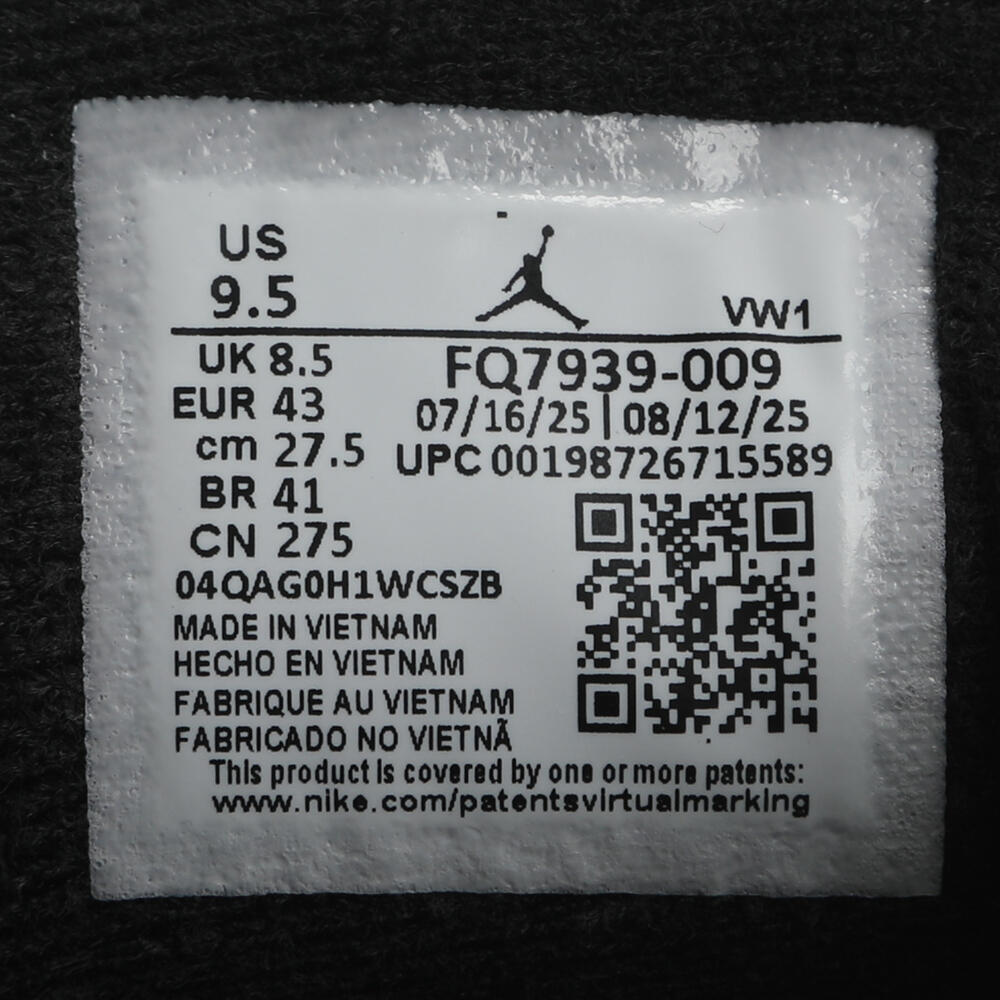 US
9.5
VW1
UK 8.5
FQ7939-009
EUR 43
07/16/25 | 08/12/25
cm 27.5
UPC 00198726715589
BR 41
CN 275
04QAG0H1WCSZB
MADE IN VIETNAM
HECHO EN VIETNAM
FABRIQUE AU VIETNAM
FABRICADO NO VIETNÃ
This product is covered by one or more patents:
www.nike.com/patentsvirtualmarking